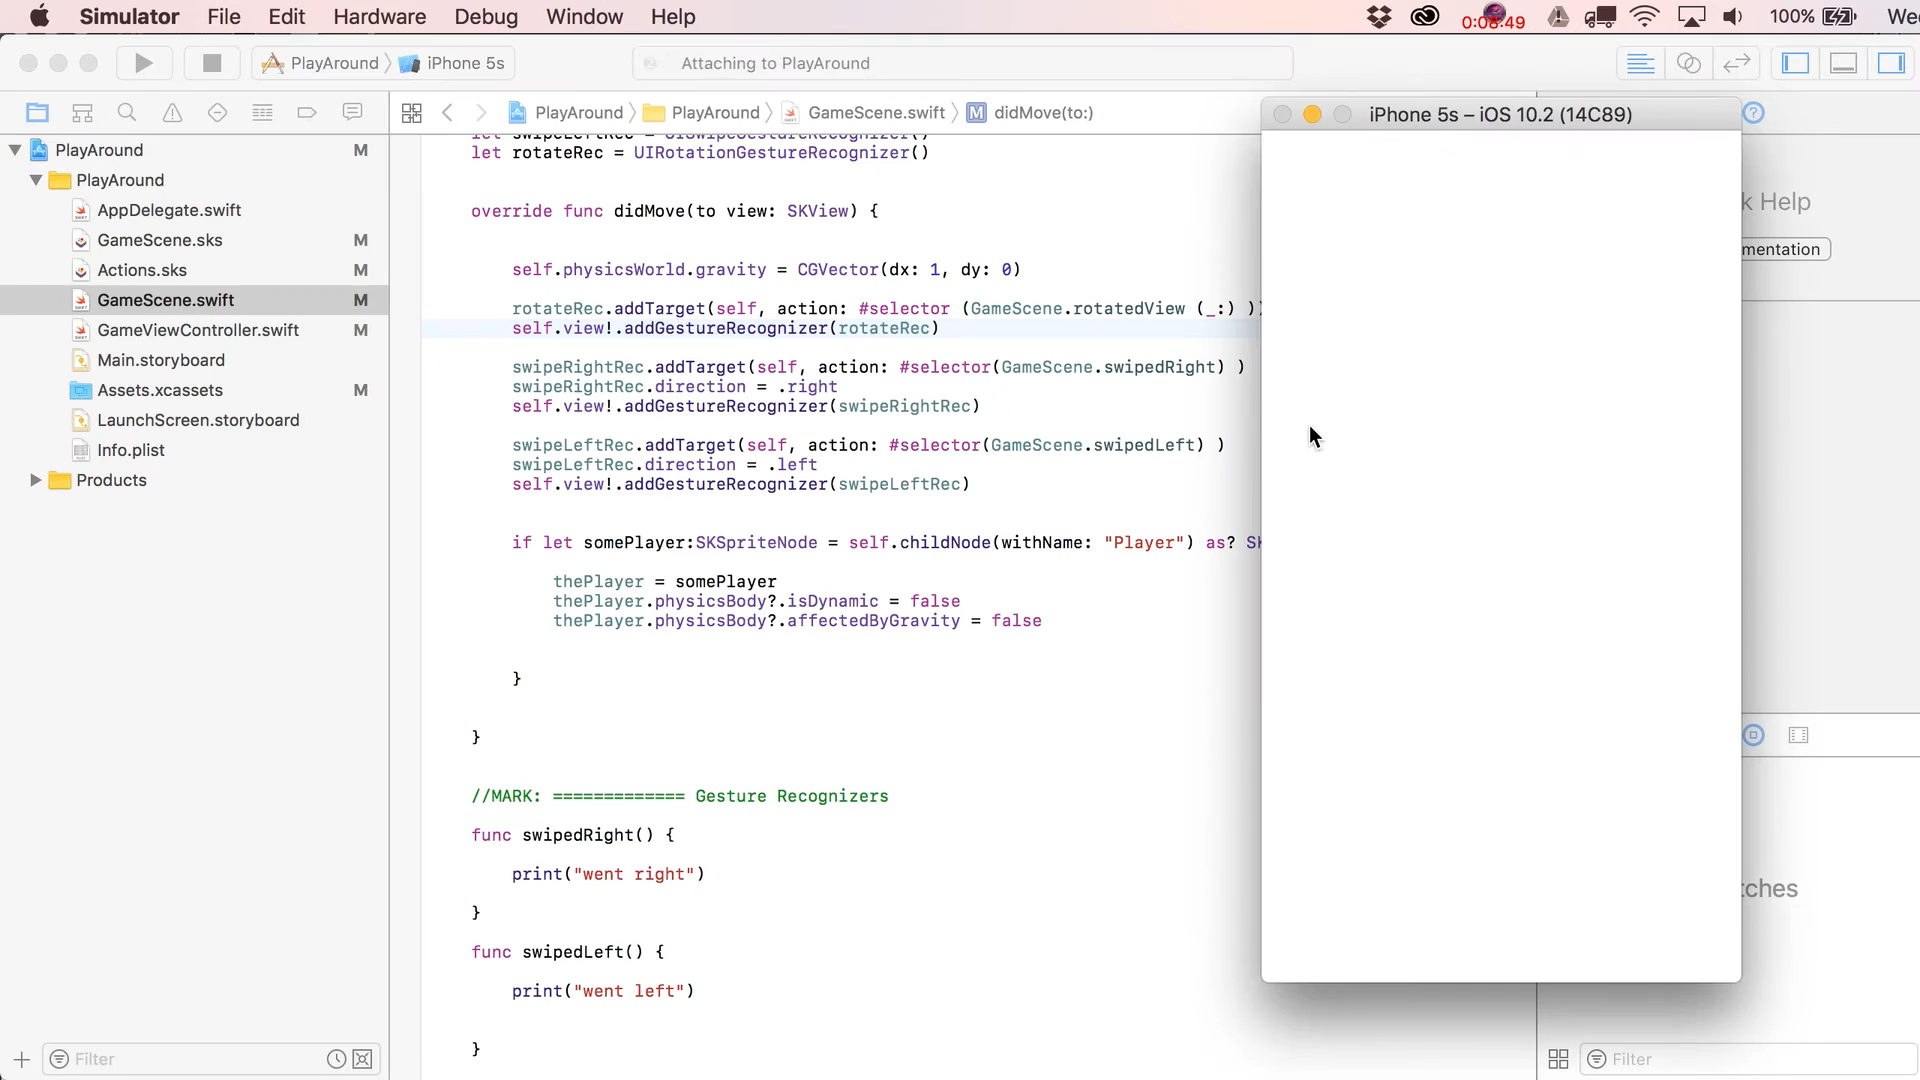 Simulator File Edit Hardware Debug Window Help 0:08:49 100% We
PlayAround iPhone 5s Attaching to PlayAround
PlayAround PlayAround GameScene.swift M didMove(to:)
iPhone 5s – iOS 10.2 (14C89)
PlayAround M
PlayAround
AppDelegate.swift
GameScene.sks M
Actions.sks M
GameScene.swift M
GameViewController.swift M
Main.storyboard
Assets.xcassets M
LaunchScreen.storyboard
Info.plist
Products
Filter
let swipeLeftRec = UISwipeGestureRecognizer()
let rotateRec = UIRotationGestureRecognizer()
override func didMove(to view: SKView) {
self.physicsWorld.gravity = CGVector(dx: 1, dy: 0)
rotateRec.addTarget(self, action: #selector (GameScene.rotatedView (_:) ))
self.view!.addGestureRecognizer(rotateRec)
swipeRightRec.addTarget(self, action: #selector(GameScene.swipedRight) )
swipeRightRec.direction = .right
self.view!.addGestureRecognizer(swipeRightRec)
swipeLeftRec.addTarget(self, action: #selector(GameScene.swipedLeft) )
swipeLeftRec.direction = .left
self.view!.addGestureRecognizer(swipeLeftRec)
if let somePlayer:SKSpriteNode = self.childNode(withName: "Player") as? SK
thePlayer = somePlayer
thePlayer.physicsBody?.isDynamic = false
thePlayer.physicsBody?.affectedByGravity = false
}
}
//MARK: ============= Gesture Recognizers
func swipedRight() {
print("went right")
}
func swipedLeft() {
print("went left")
}
k Help
mentation
tches
Filter